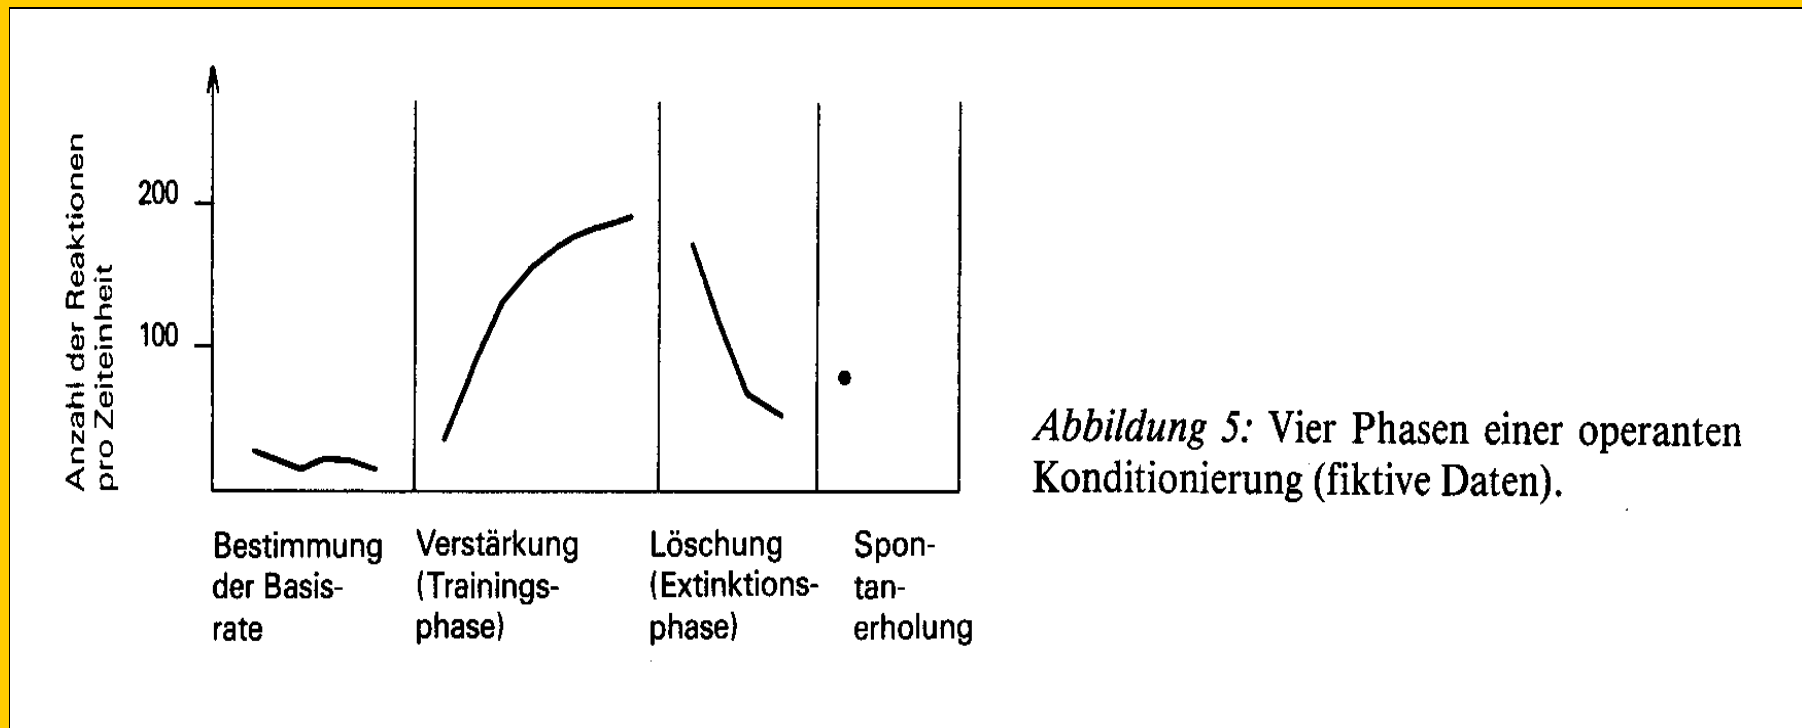 Anzahl der Reaktionen
pro Zeiteinheit
200
100
Bestimmung
der Basis-
rate
Verstärkung
(Trainings-
phase)
Löschung
(Extinktions-
phase)
Spon-
tan-
erholung
Abbildung 5: Vier Phasen einer operanten
Konditionierung (fiktive Daten).